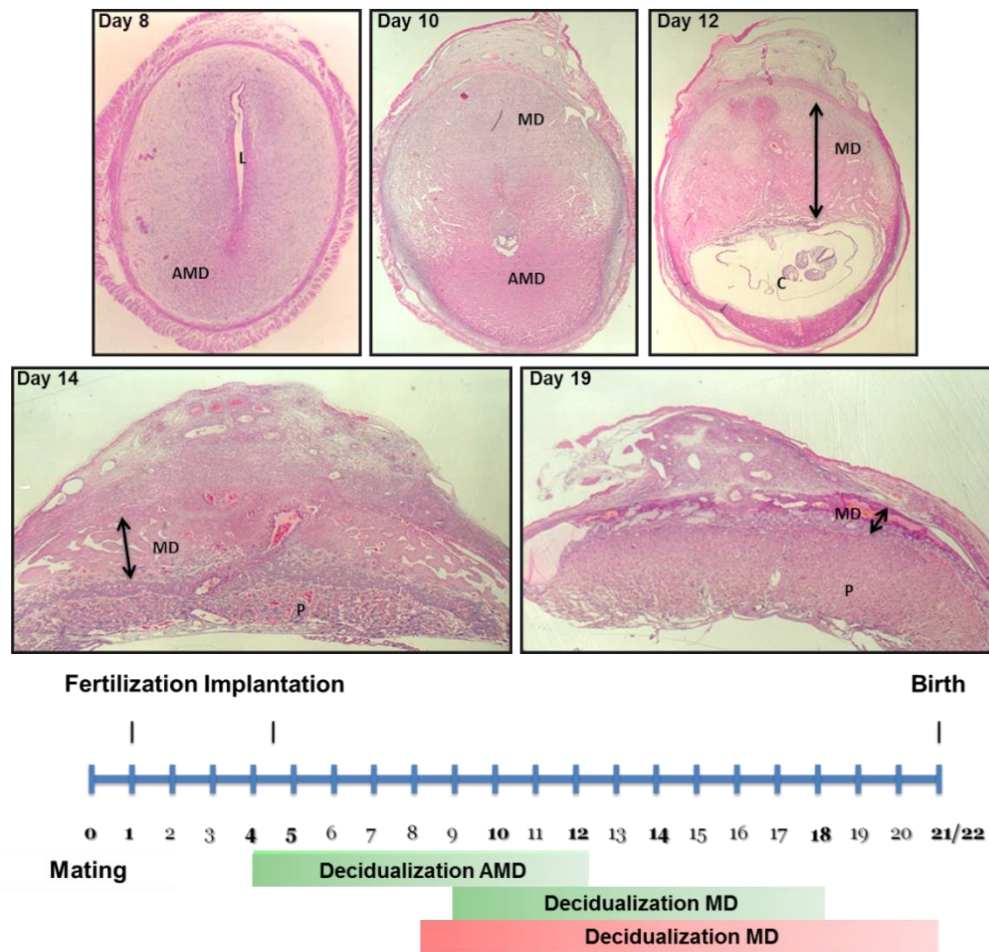 Day 8
L
AMD
Day 10
MD
AMD
Day 12
MD
C
Day 14
MD
P
Day 19
MD
P
Fertilization Implantation
Birth
0 1 2 3 4 5 6 7 8 9 10 11 12 13 14 15 16 17 18 19 20 21/22
Mating
Decidualization AMD
Decidualization MD
Decidualization MD